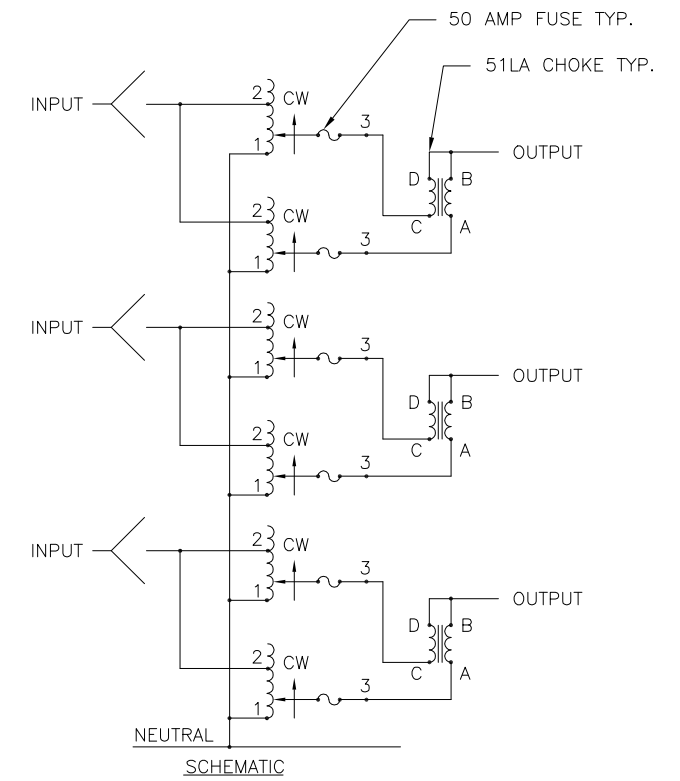 50 AMP FUSE TYP.
51LA CHOKE TYP.
INPUT
2
CW
1
3
OUTPUT
D
B
C
A
2
CW
1
3
INPUT
2
CW
1
3
OUTPUT
D
B
C
A
2
CW
1
3
INPUT
2
CW
1
3
OUTPUT
D
B
C
A
2
CW
1
3
NEUTRAL
SCHEMATIC